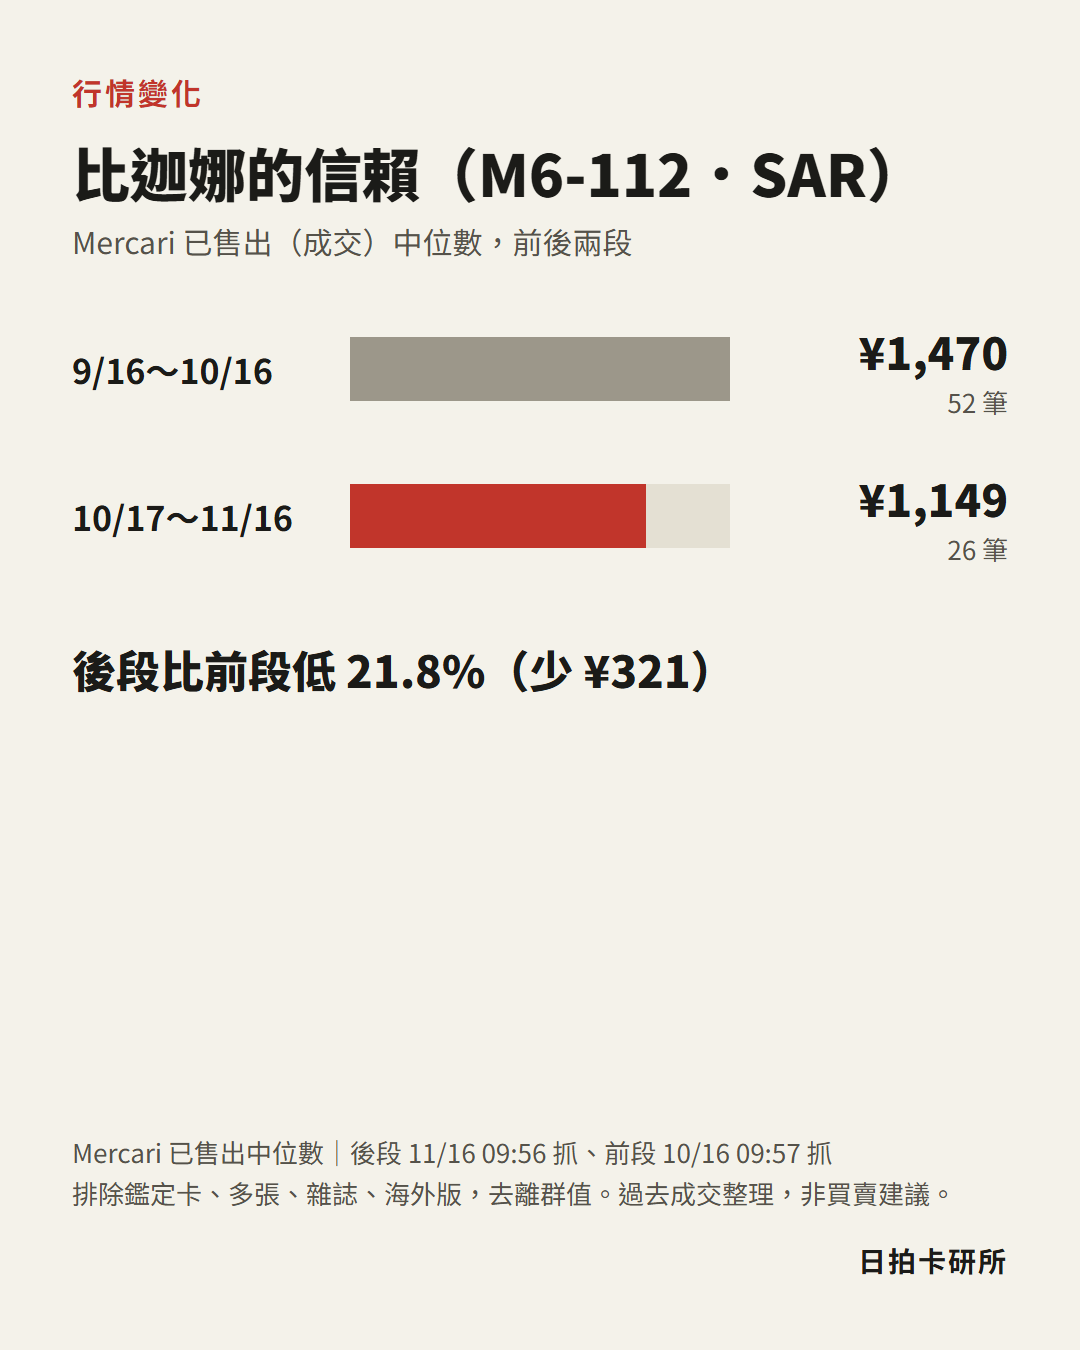 行情變化
比迦娜的信賴（M6-112・SAR）
Mercari 已售出（成交）中位數，前後兩段
9/16～10/16
¥1,470
52 筆
10/17～11/16
¥1,149
26 筆
後段比前段低 21.8%（少 ¥321）
Mercari 已售出中位數｜後段 11/16 09:56 抓、前段 10/16 09:57 抓
排除鑑定卡、多張、雜誌、海外版，去離群值。過去成交整理，非買賣建議。
日拍卡研所